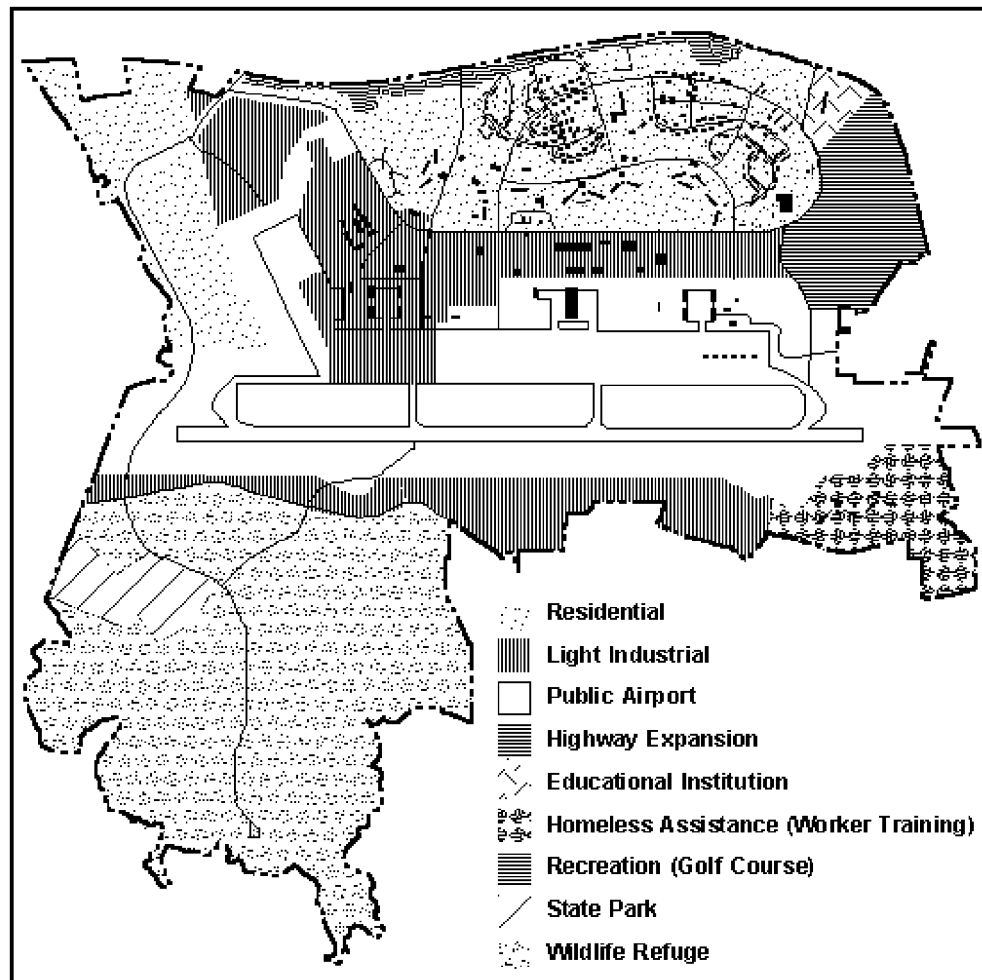 Residential
Light Industrial
Public Airport
Highway Expansion
Educational Institution
Homeless Assistance (Worker Training)
Recreation (Golf Course)
State Park
Wildlife Refuge